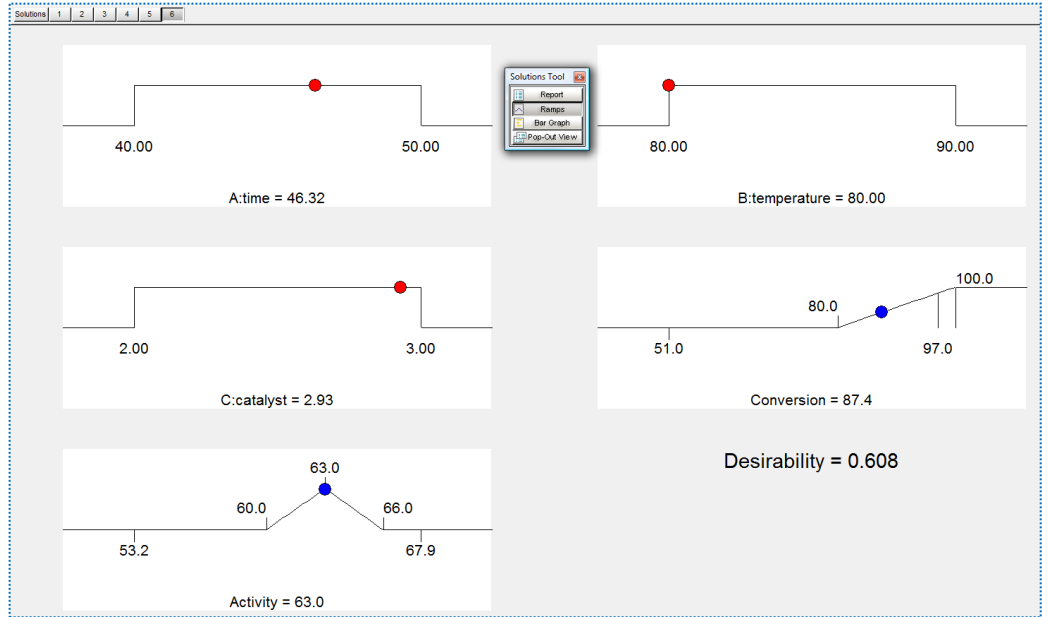 Solutions 1 2 3 4 5 6
Solutions Tool
Report
Ramps
Bar Graph
Pop-Out View
40.00 50.00
A:time = 46.32
80.00 90.00
B:temperature = 80.00
2.00 3.00
C:catalyst = 2.93
100.0
80.0
51.0 97.0
Conversion = 87.4
63.0
60.0 66.0
53.2 67.9
Activity = 63.0
Desirability = 0.608